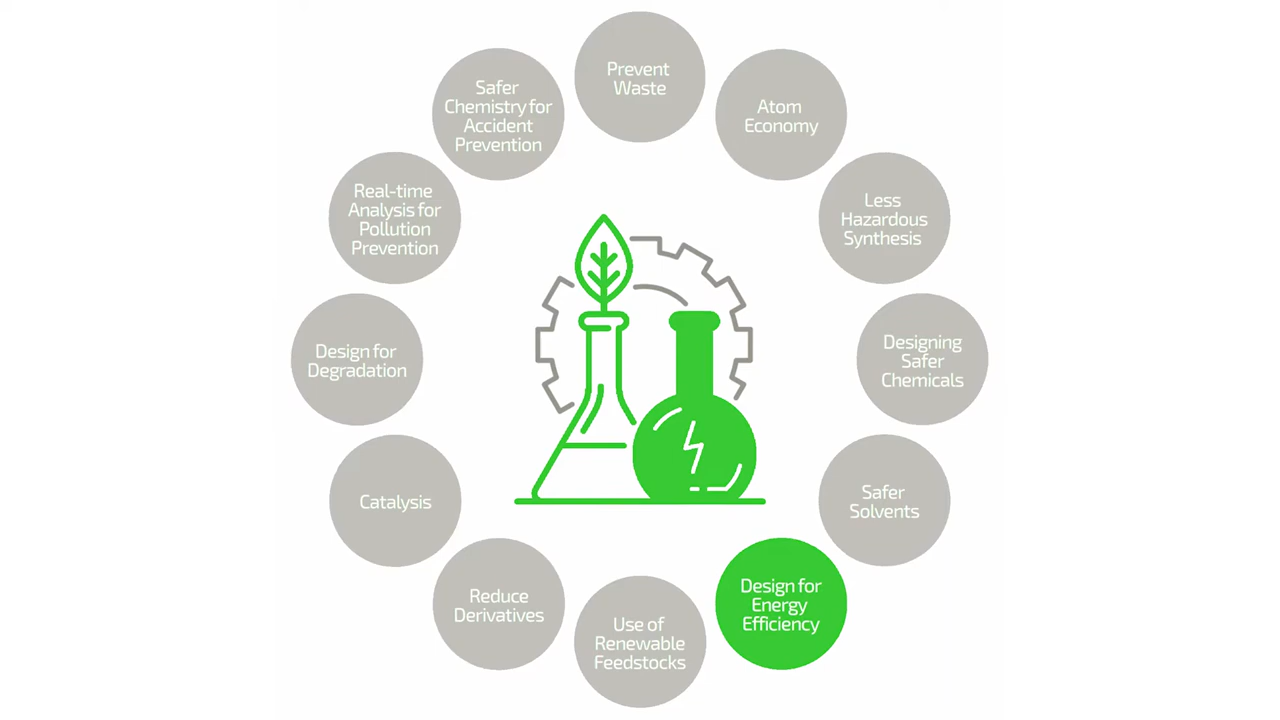 Prevent
Waste
Atom
Economy
Less
Hazardous
Synthesis
Designing
Safer
Chemicals
Safer
Solvents
Design for
Energy
Efficiency
Use of
Renewable
Feedstocks
Reduce
Derivatives
Catalysis
Design for
Degradation
Real-time
Analysis for
Pollution
Prevention
Safer
Chemistry for
Accident
Prevention